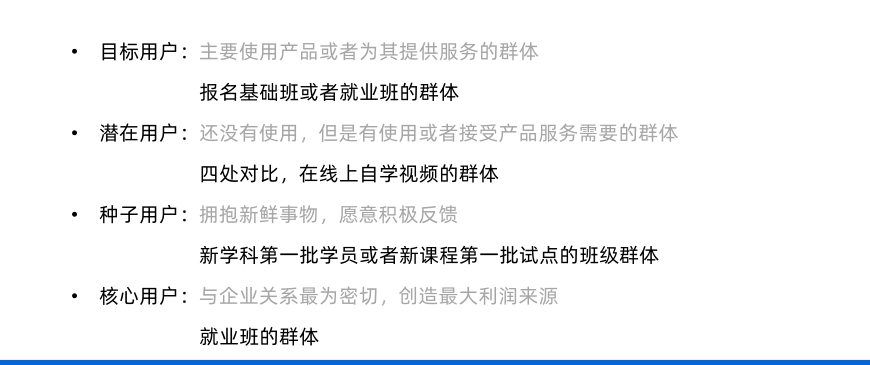 • 目标用户：主要使用产品或者为其提供服务的群体
报名基础班或者就业班的群体
• 潜在用户：还没有使用，但是有使用或者接受产品服务需要的群体
四处对比，在线上自学视频的群体
• 种子用户：拥抱新鲜事物，愿意积极反馈
新学科第一批学员或者新课程第一批试点的班级群体
• 核心用户：与企业关系最为密切，创造最大利润来源
就业班的群体